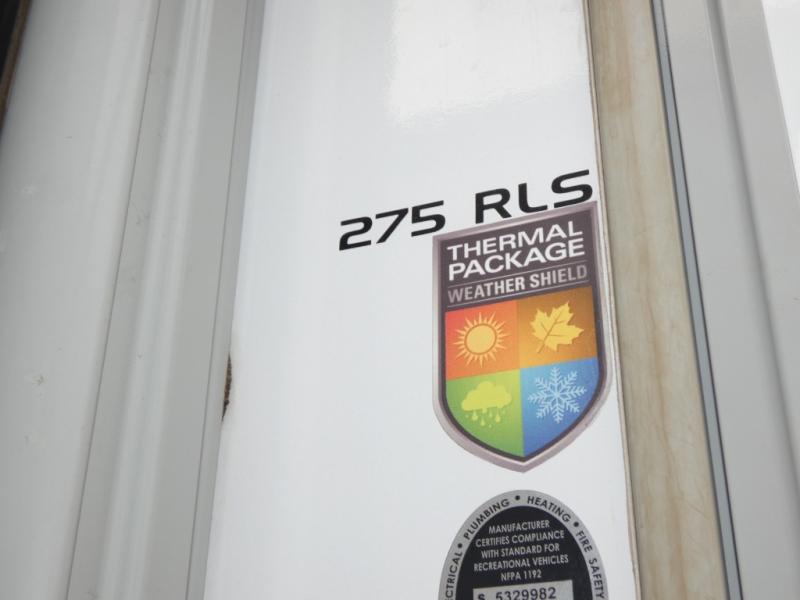 275 RLS
THERMAL
PACKAGE
WEATHER SHIELD
PLUMBING • HEATING • FIRE SAFETY
MANUFACTURER
CERTIFIES COMPLIANCE
WITH STANDARD FOR
RECREATIONAL VEHICLES
NFPA 1192
S 5329982